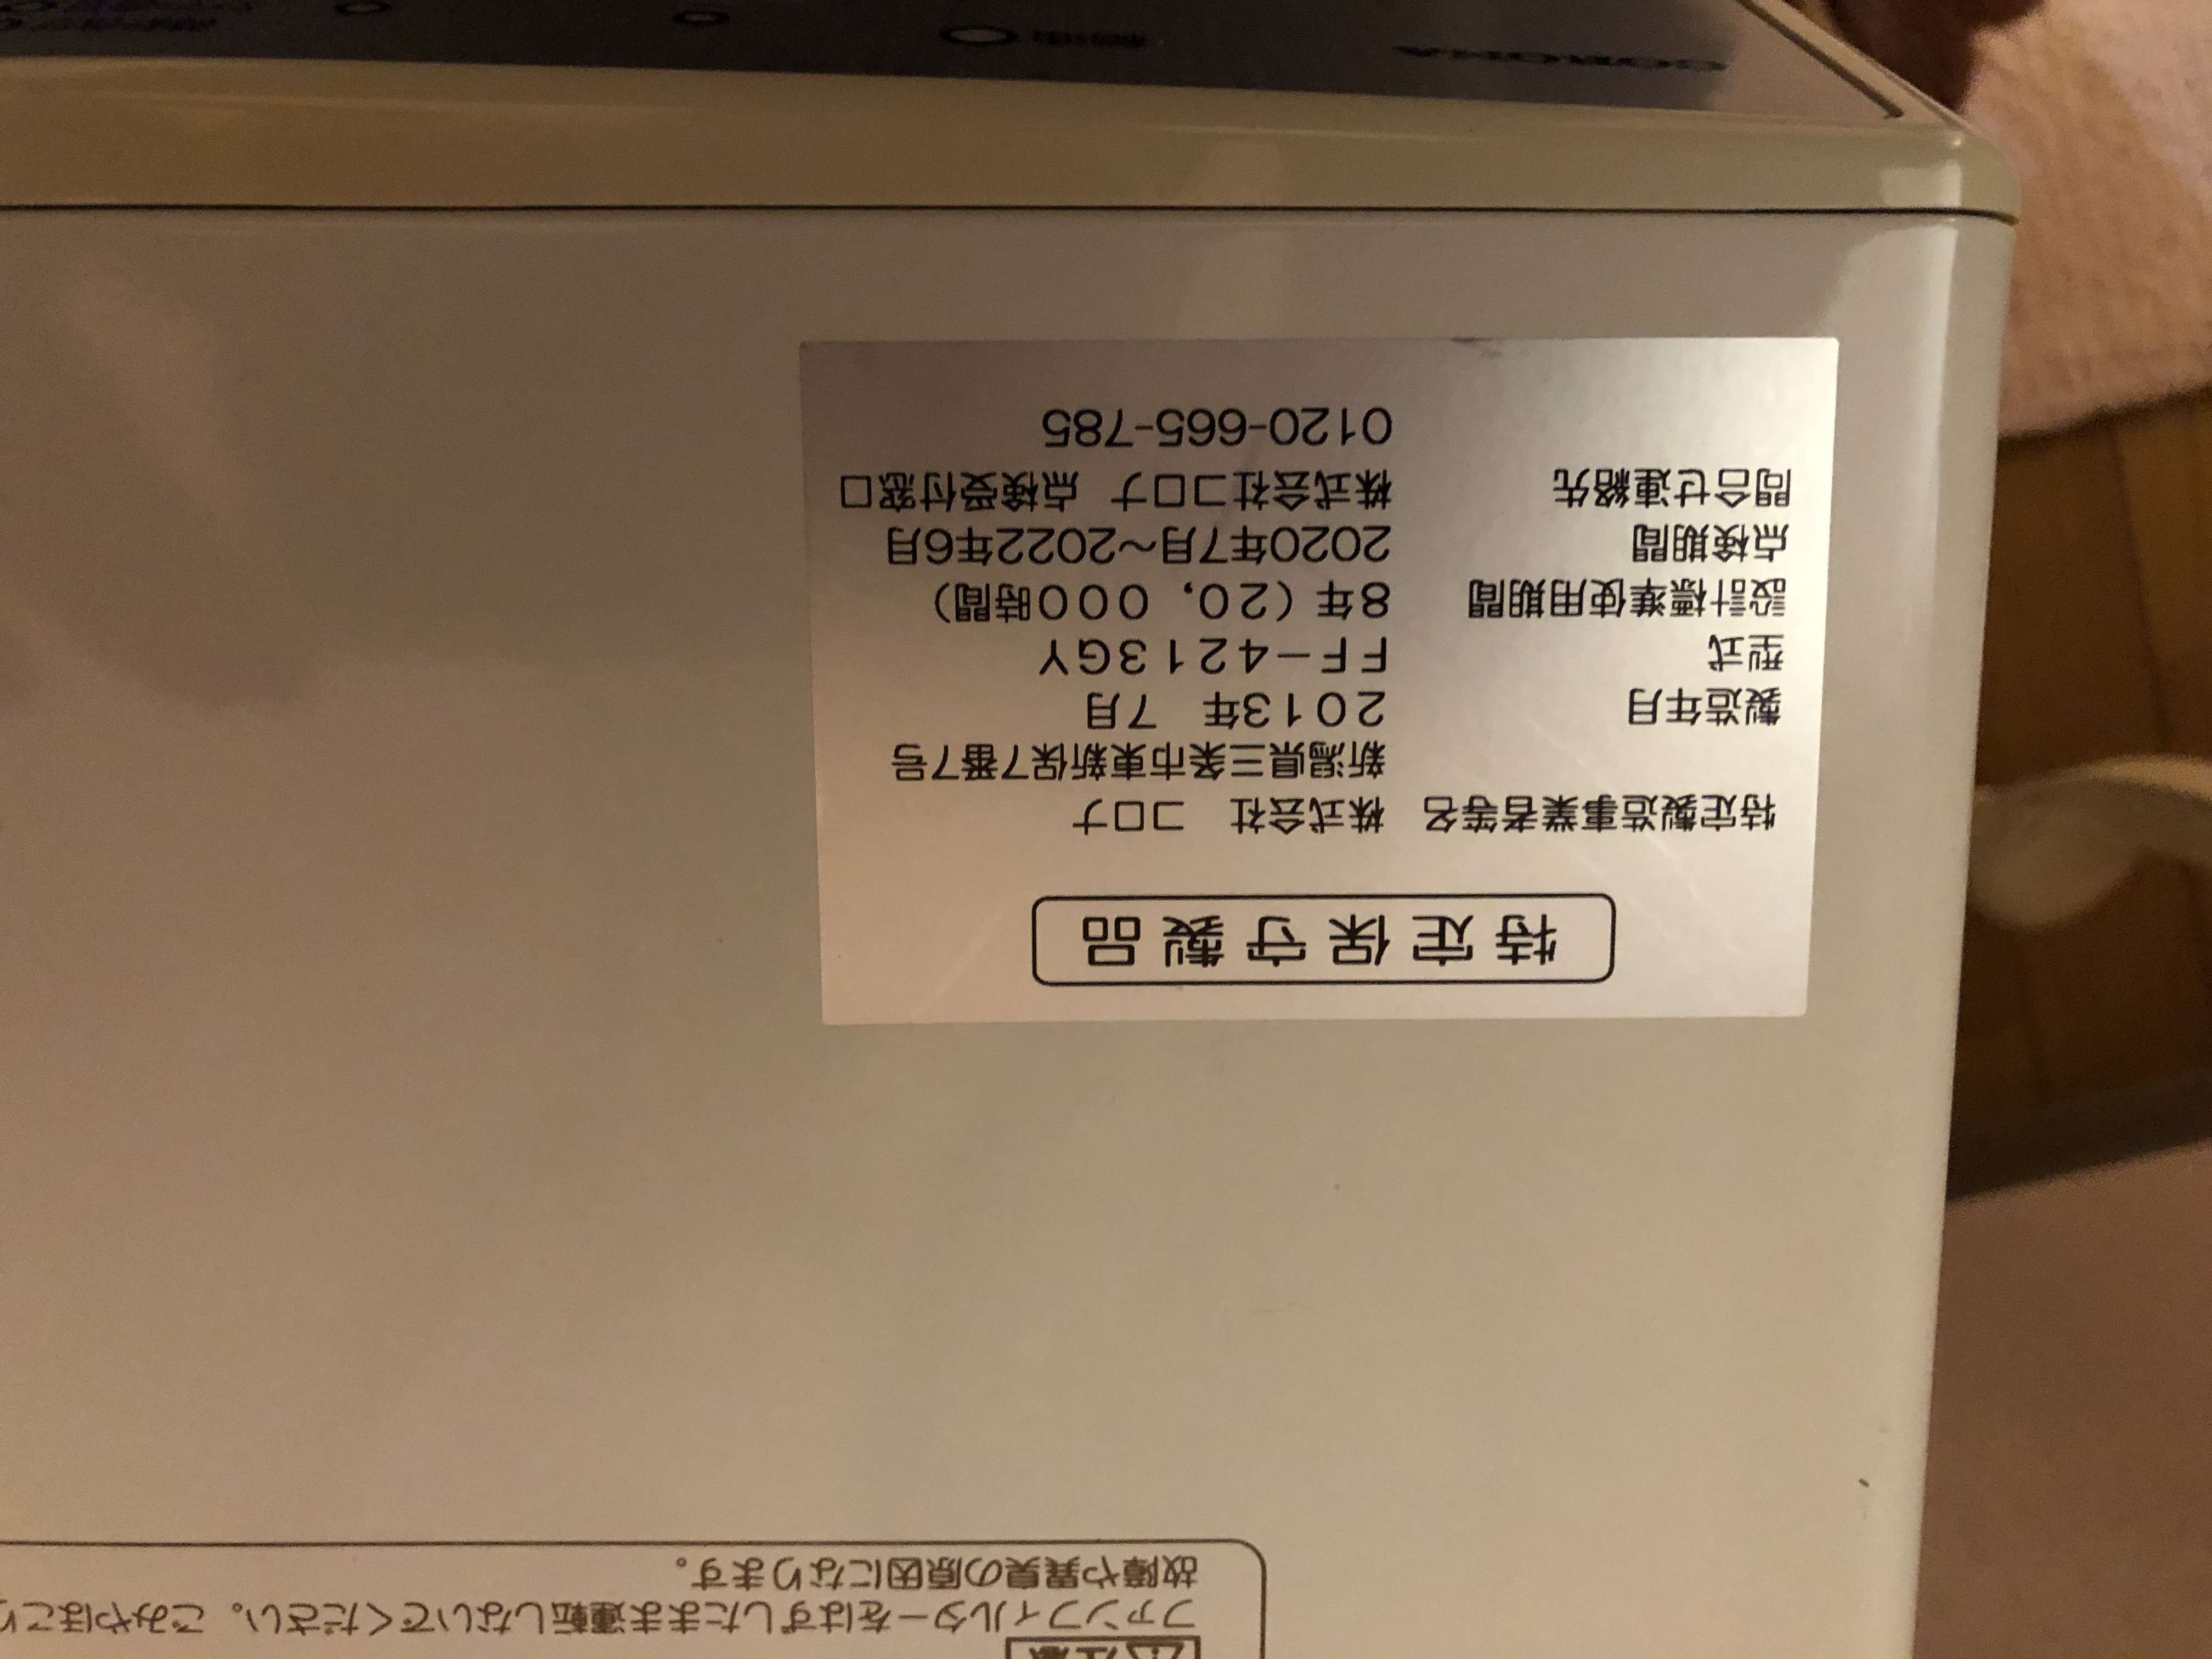 特定保守製品
特定製造事業者等名 株式会社 コロナ
新潟県三条市東新保7番7号
製造年月 2013年 7月
型式 FF−4213GY
設計標準使用期間 8年（20，000時間）
点検期間 2020年7月～2022年6月
問合せ連絡先 株式会社コロナ 点検受付窓口
0120-665-785
CORONA
注意
ファンフィルターをはずしたまま運転しないでください。ごみやほこり
故障や異臭の原因になります。